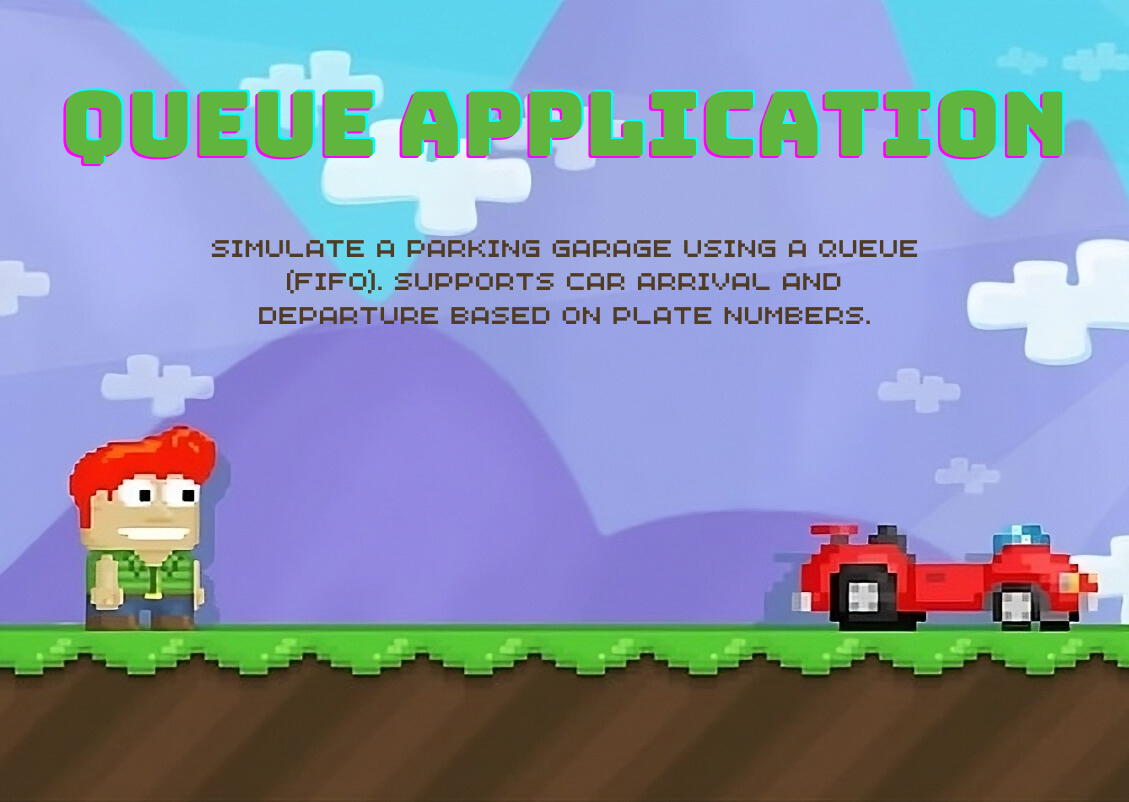 QUEUE APPLICATION
SIMULATE A PARKING GARAGE USING A QUEUE
(FIFO). SUPPORTS CAR ARRIVAL AND
DEPARTURE BASED ON PLATE NUMBERS.